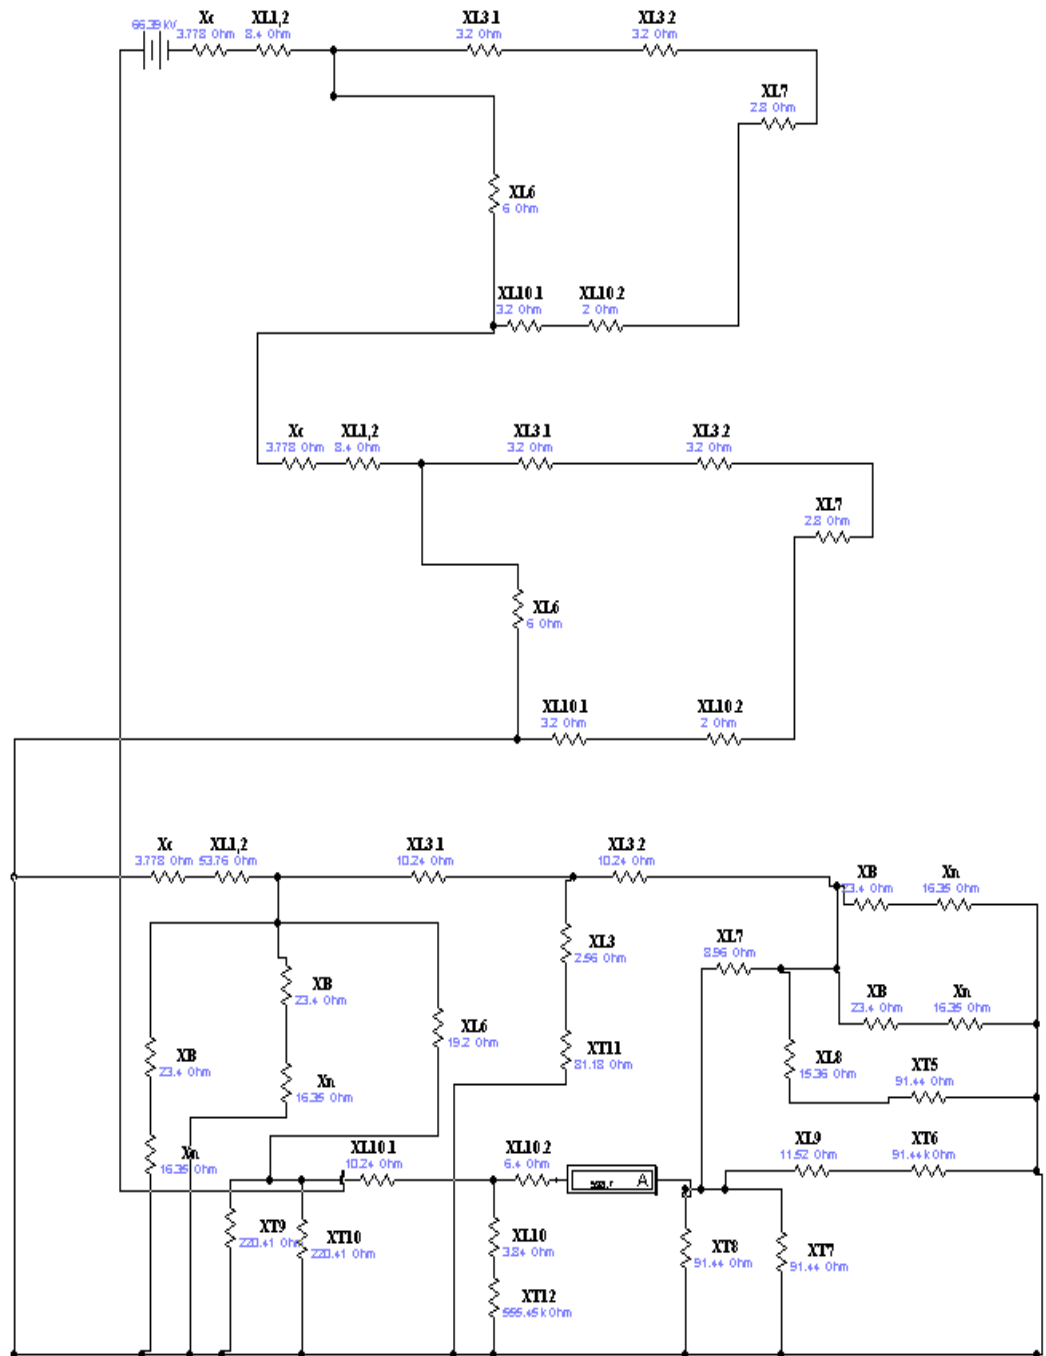 66.39 kV
Xc XL1,2 XL3.1 XL3.2
3.778 Ohm 8.4 Ohm 3.2 Ohm 3.2 Ohm
XL7
2.8 Ohm
XL6
6 Ohm
XL10.1 XL10.2
3.2 Ohm 2 Ohm
Xc XL1,2 XL3.1 XL3.2
3.778 Ohm 8.4 Ohm 3.2 Ohm 3.2 Ohm
XL7
2.8 Ohm
XL6
6 Ohm
XL10.1 XL10.2
3.2 Ohm 2 Ohm
Xc XL1,2 XL3.1 XL3.2
3.778 Ohm 53.76 Ohm 10.24 Ohm 10.24 Ohm
XB Xn
23.4 Ohm 16.35 Ohm
XL7
8.96 Ohm
XL3
2.56 Ohm
XB
23.4 Ohm
XB Xn
23.4 Ohm 16.35 Ohm
XL6
19.2 Ohm
XT11
81.18 Ohm
XB
23.4 Ohm
XL8
15.36 Ohm
XT5
91.44 Ohm
Xn
16.35 Ohm
Xn
16.35 Ohm
XL10.1 XL10.2
10.24 Ohm 6.4 Ohm
XL9 XT6
11.52 Ohm 91.44 kOhm
A
XT9
220.41 Ohm
XT10
220.41 Ohm
XL10
3.84 Ohm
XT8
91.44 Ohm
XT7
91.44 Ohm
XT12
555.45 kOhm